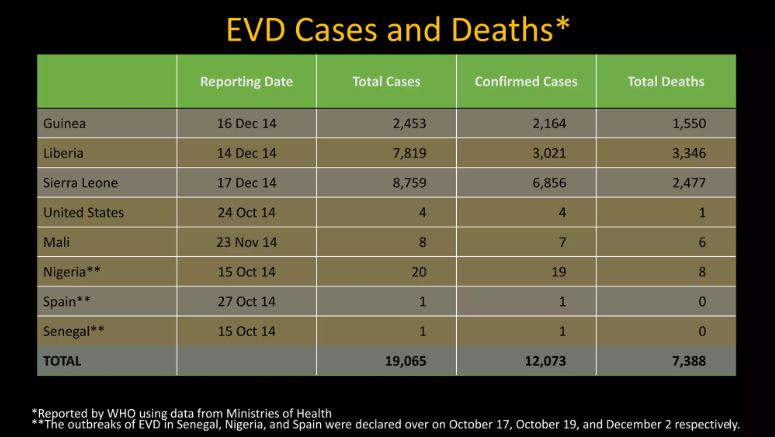 EVD Cases and Deaths*
Reporting Date Total Cases Confirmed Cases Total Deaths
Guinea 16 Dec 14 2,453 2,164 1,550
Liberia 14 Dec 14 7,819 3,021 3,346
Sierra Leone 17 Dec 14 8,759 6,856 2,477
United States 24 Oct 14 4 4 1
Mali 23 Nov 14 8 7 6
Nigeria** 15 Oct 14 20 19 8
Spain** 27 Oct 14 1 1 0
Senegal** 15 Oct 14 1 1 0
TOTAL 19,065 12,073 7,388
*Reported by WHO using data from Ministries of Health
**The outbreaks of EVD in Senegal, Nigeria, and Spain were declared over on October 17, October 19, and December 2 respectively.